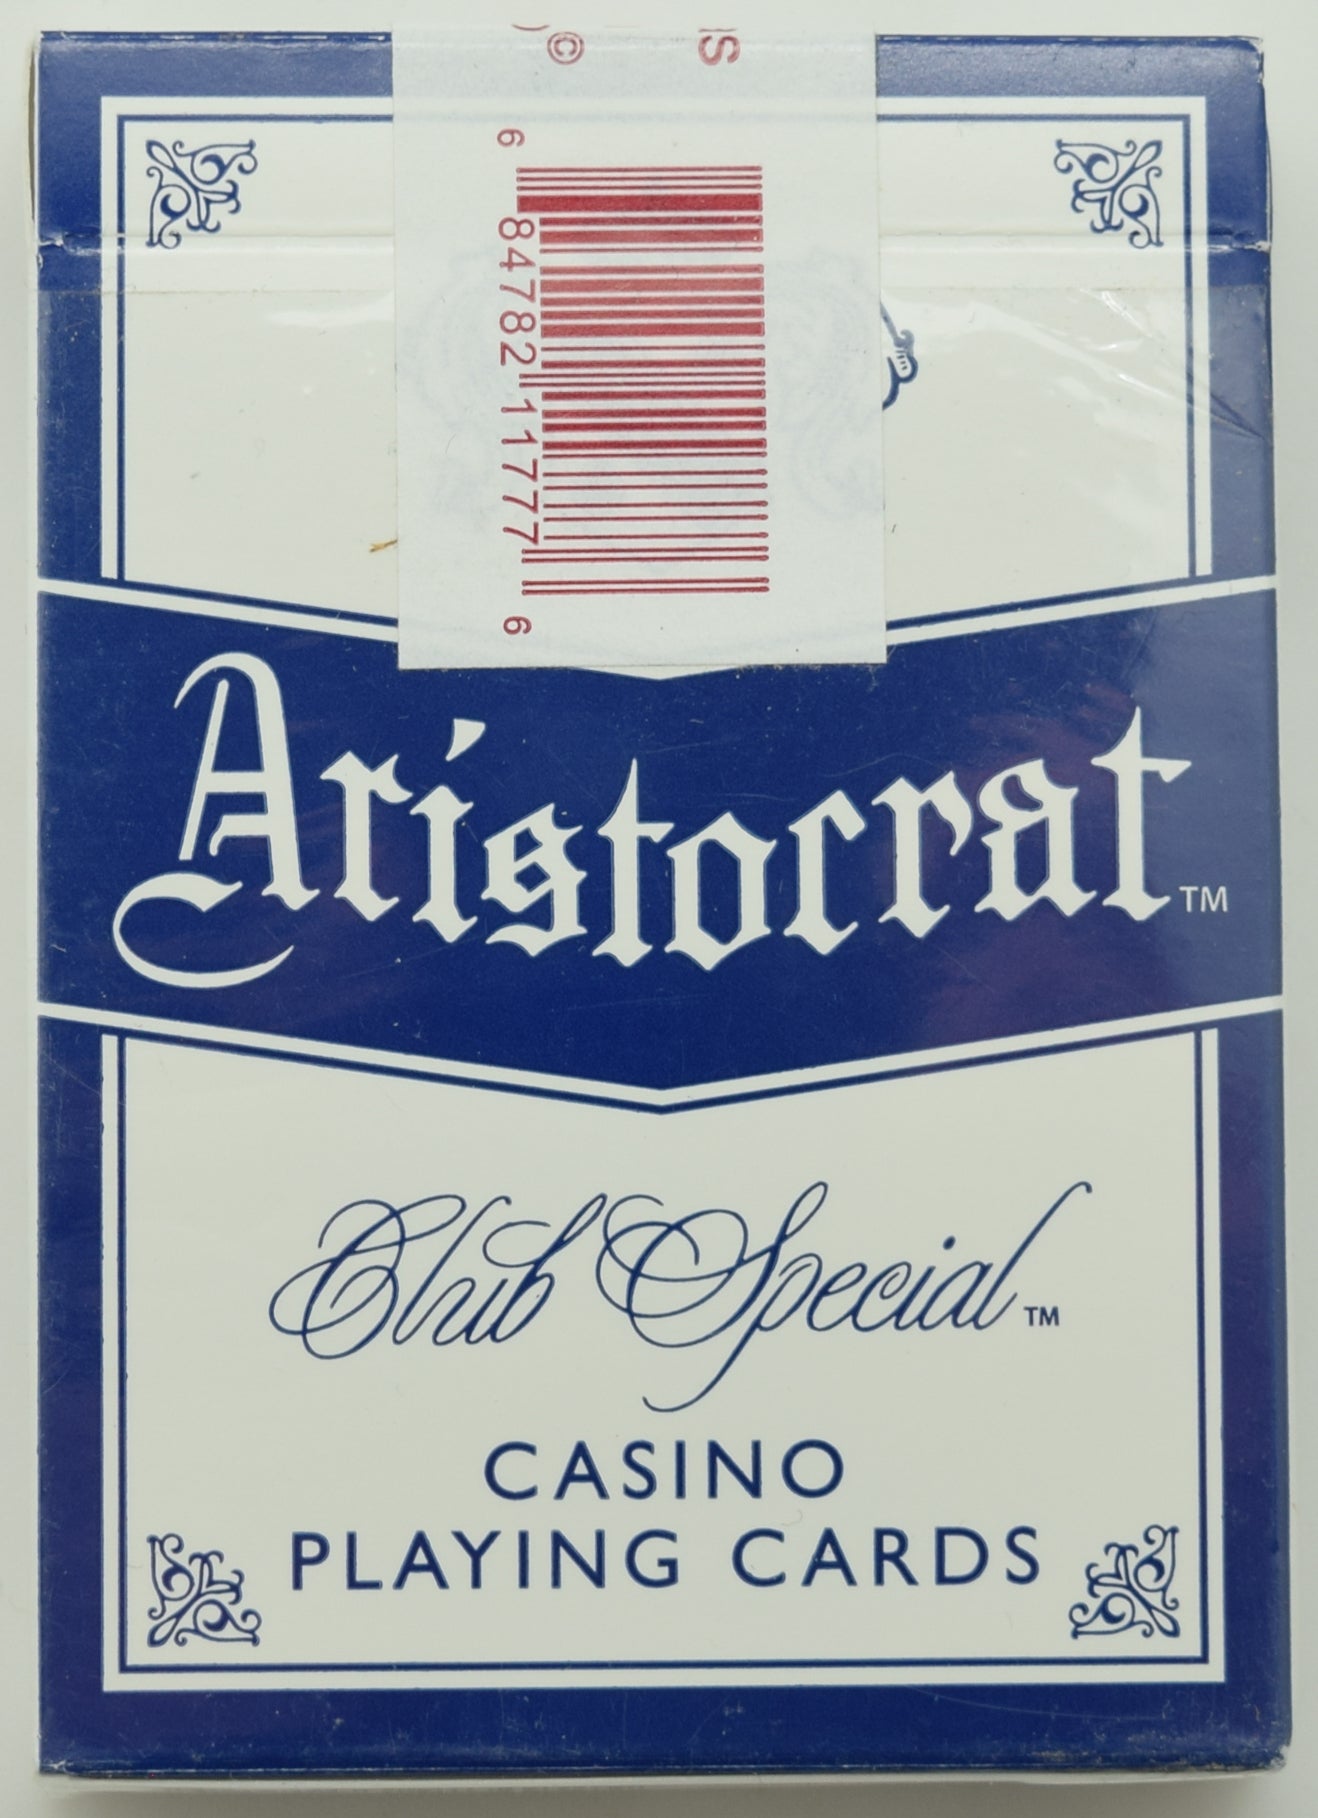 ©
6 84782 11777 6
Aristocrat™
Club Special™
CASINO
PLAYING CARDS